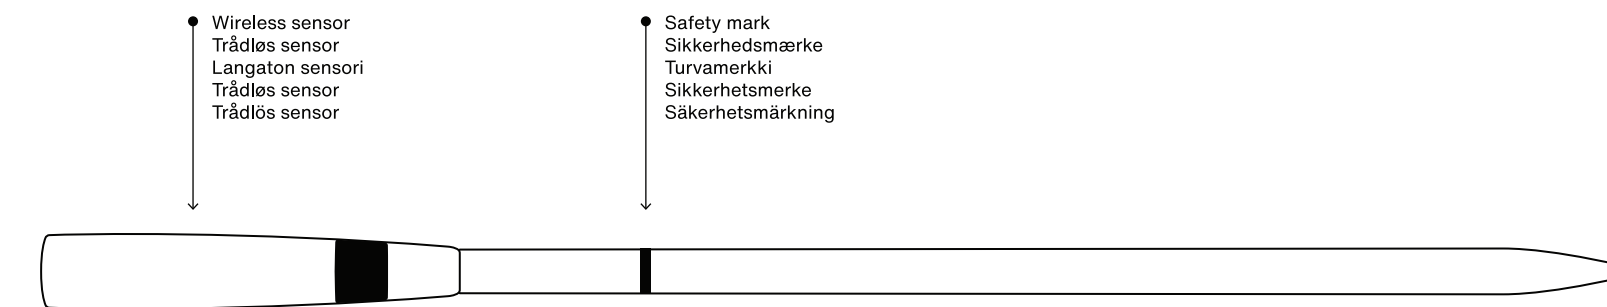 Wireless sensor
Trådløs sensor
Langaton sensori
Trådløs sensor
Trådlös sensor
Safety mark
Sikkerhedsmærke
Turvamerkki
Sikkerhetsmerke
Säkerhetsmärkning